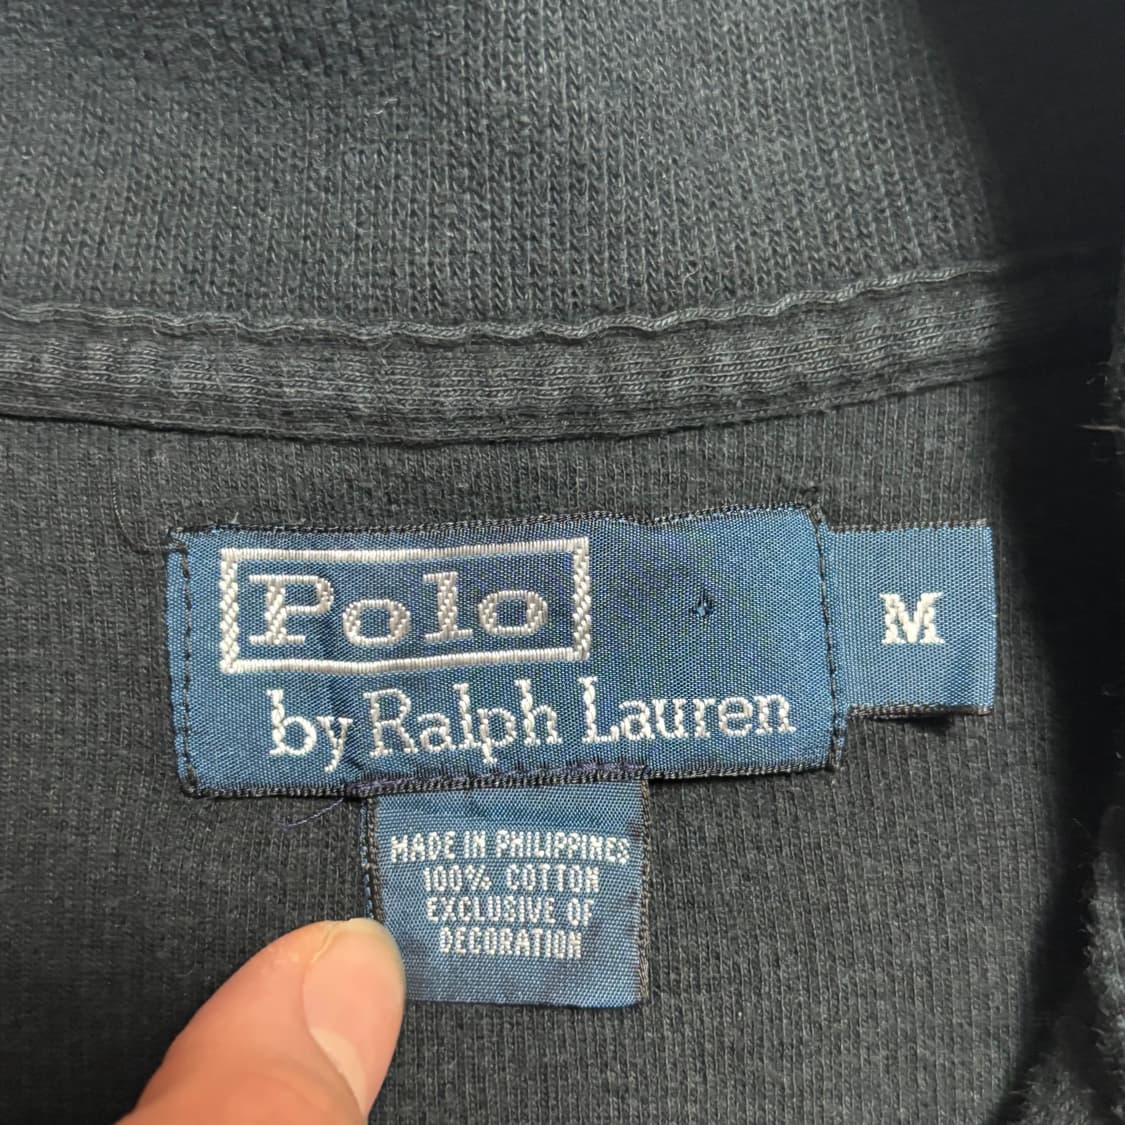 Polo
by Ralph Lauren
M
MADE IN PHILIPPINES
100% COTTON
EXCLUSIVE OF
DECORATION